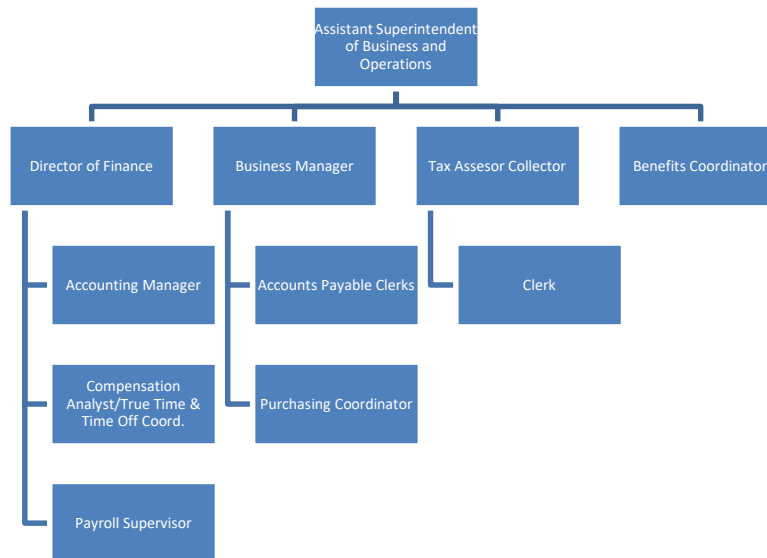 Assistant Superintendent
of Business and
Operations
Director of Finance
Business Manager
Tax Assesor Collector
Benefits Coordinator
Accounting Manager
Accounts Payable Clerks
Clerk
Compensation
Analyst/True Time &
Time Off Coord.
Purchasing Coordinator
Payroll Supervisor